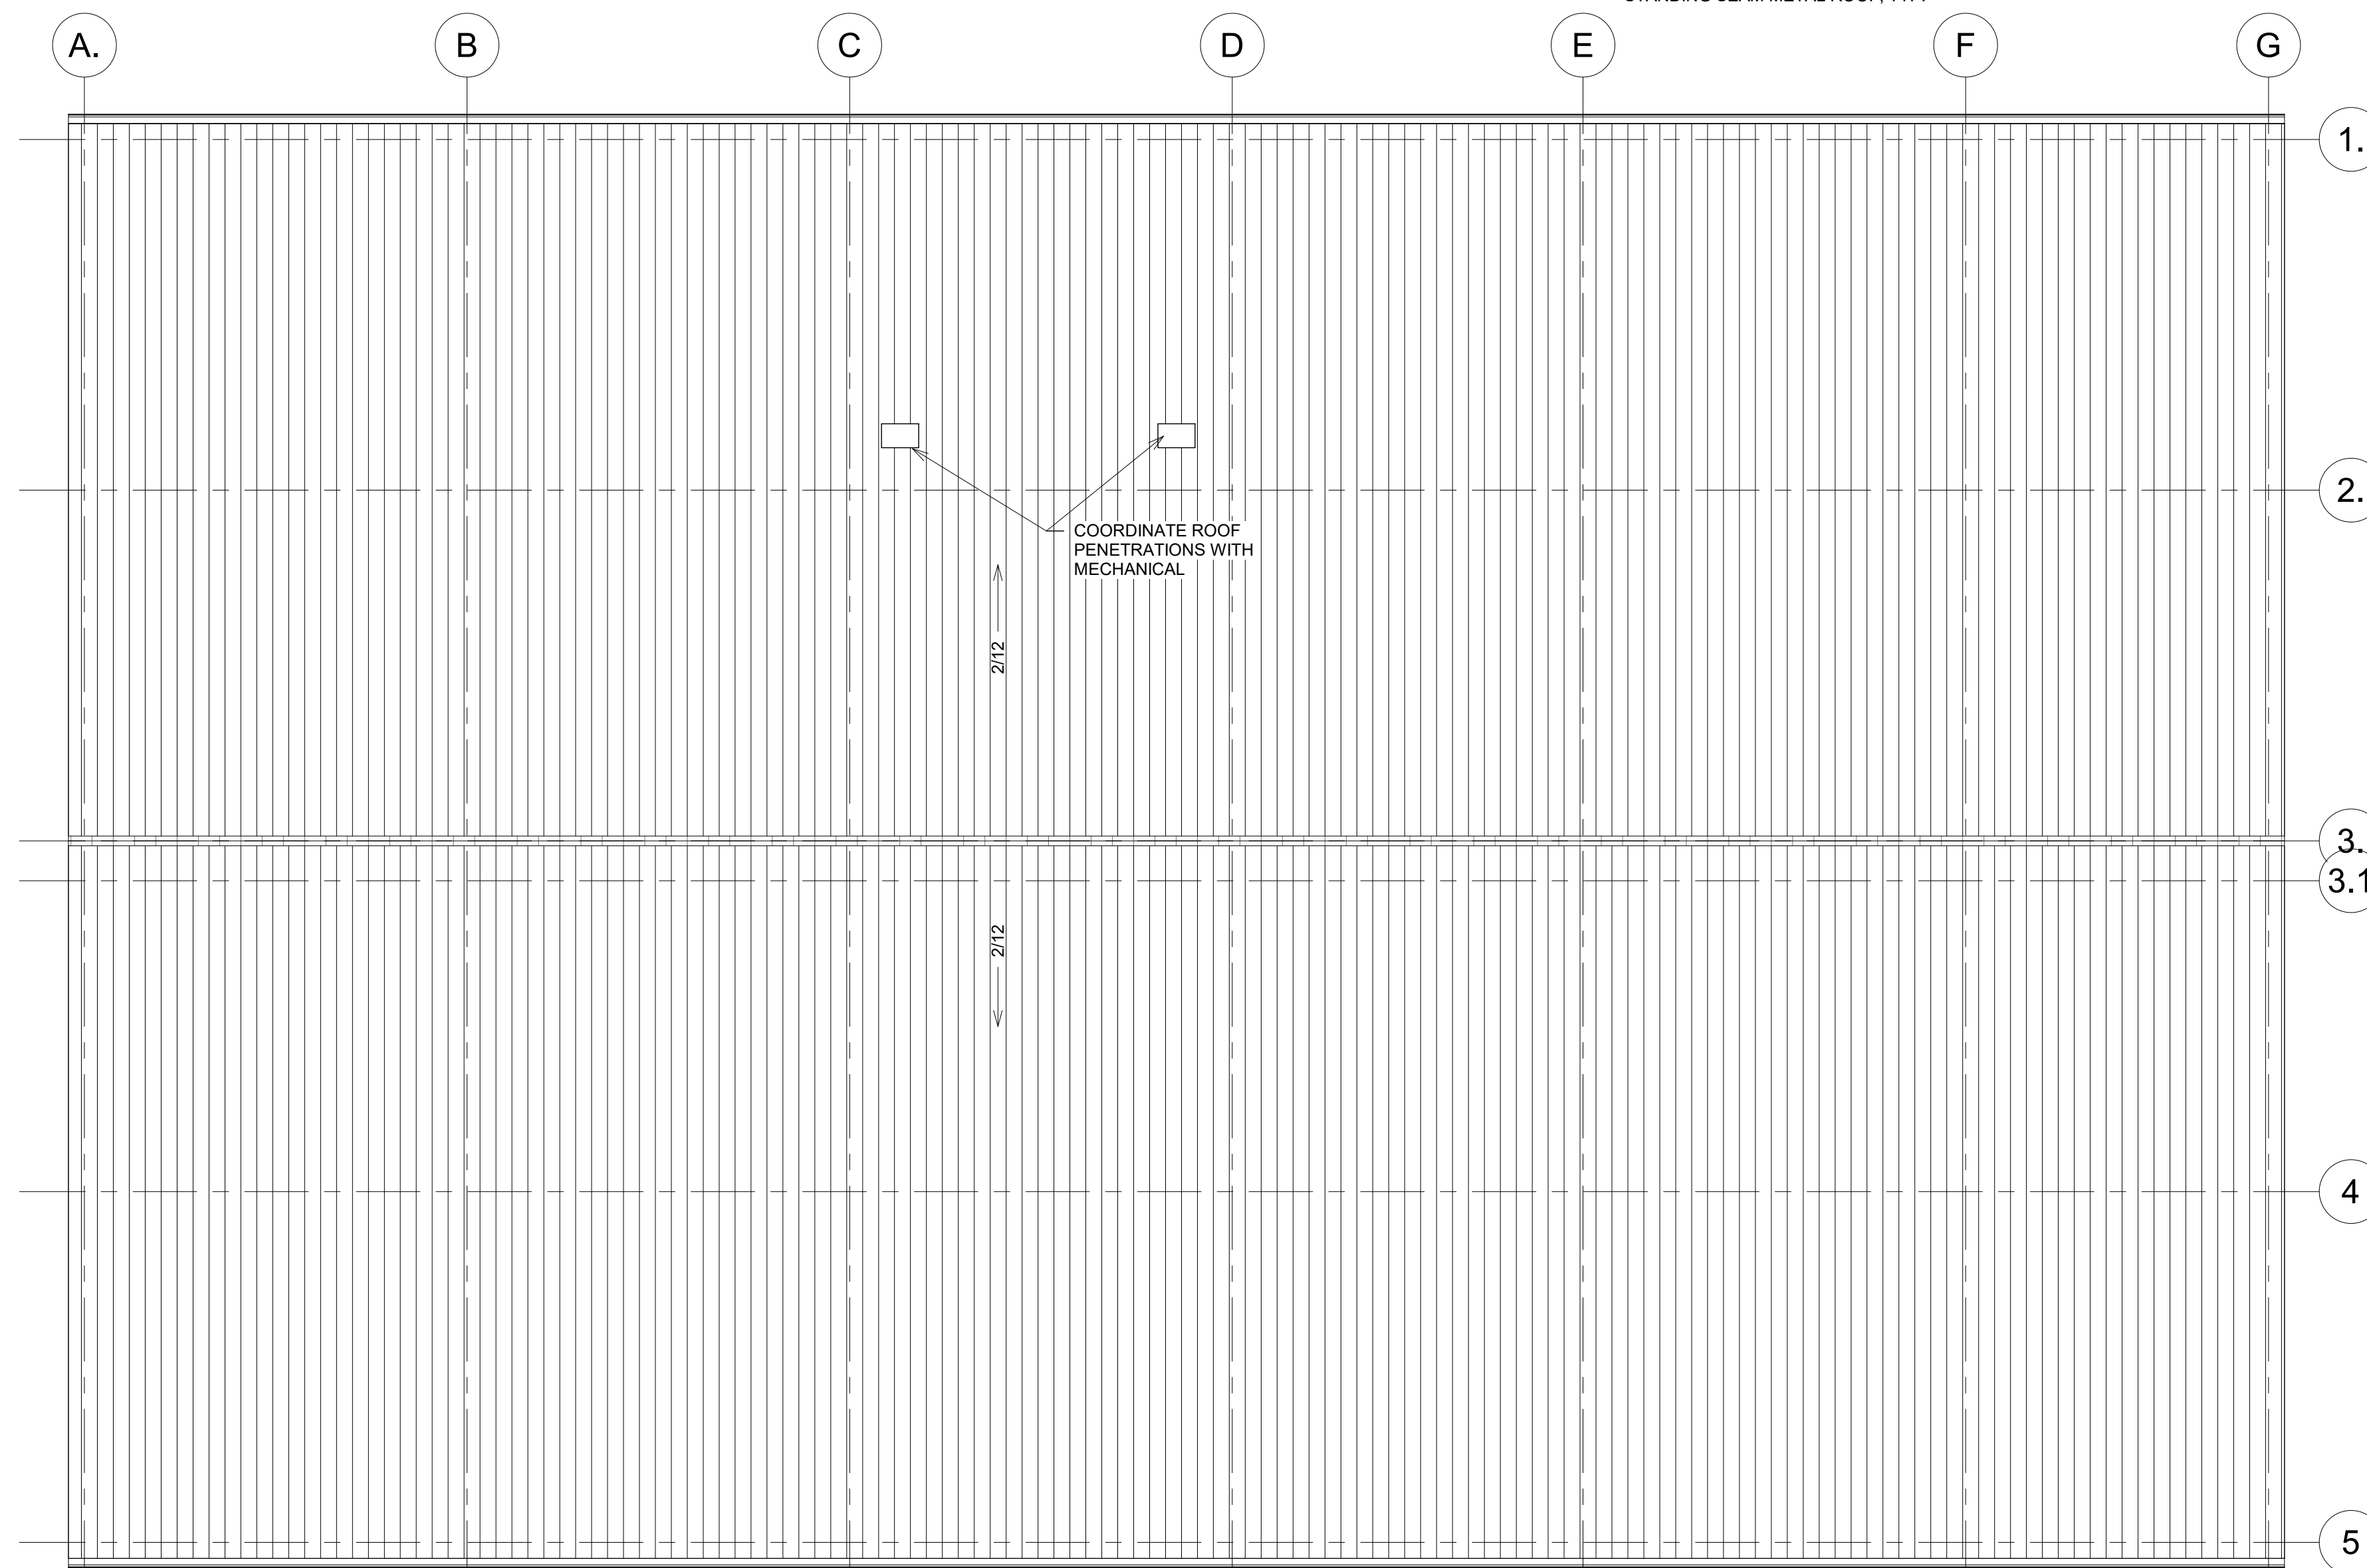 A. B C D E F G
1.
2.
COORDINATE ROOF
PENETRATIONS WITH
MECHANICAL
2/12
3.
3.1
2/12
4
5